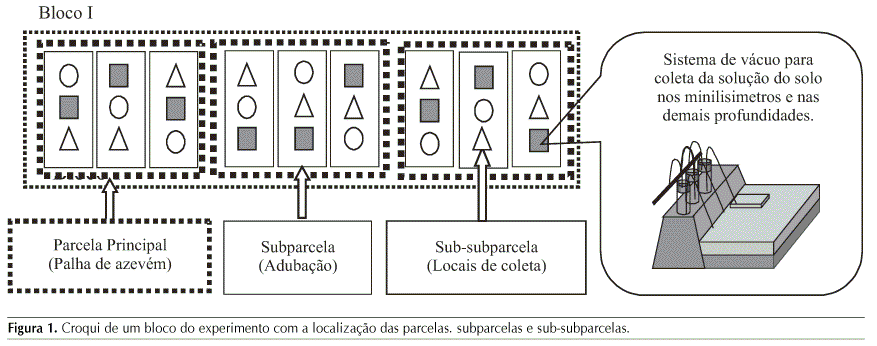 Bloco I
Sistema de vácuo para
coleta da solução do solo
nos minilisimetros e nas
demais profundidades.
Parcela Principal
(Palha de azevém)
Subparcela
(Adubação)
Sub-subparcela
(Locais de coleta)
Figura 1. Croqui de um bloco do experimento com a localização das parcelas. subparcelas e sub-subparcelas.